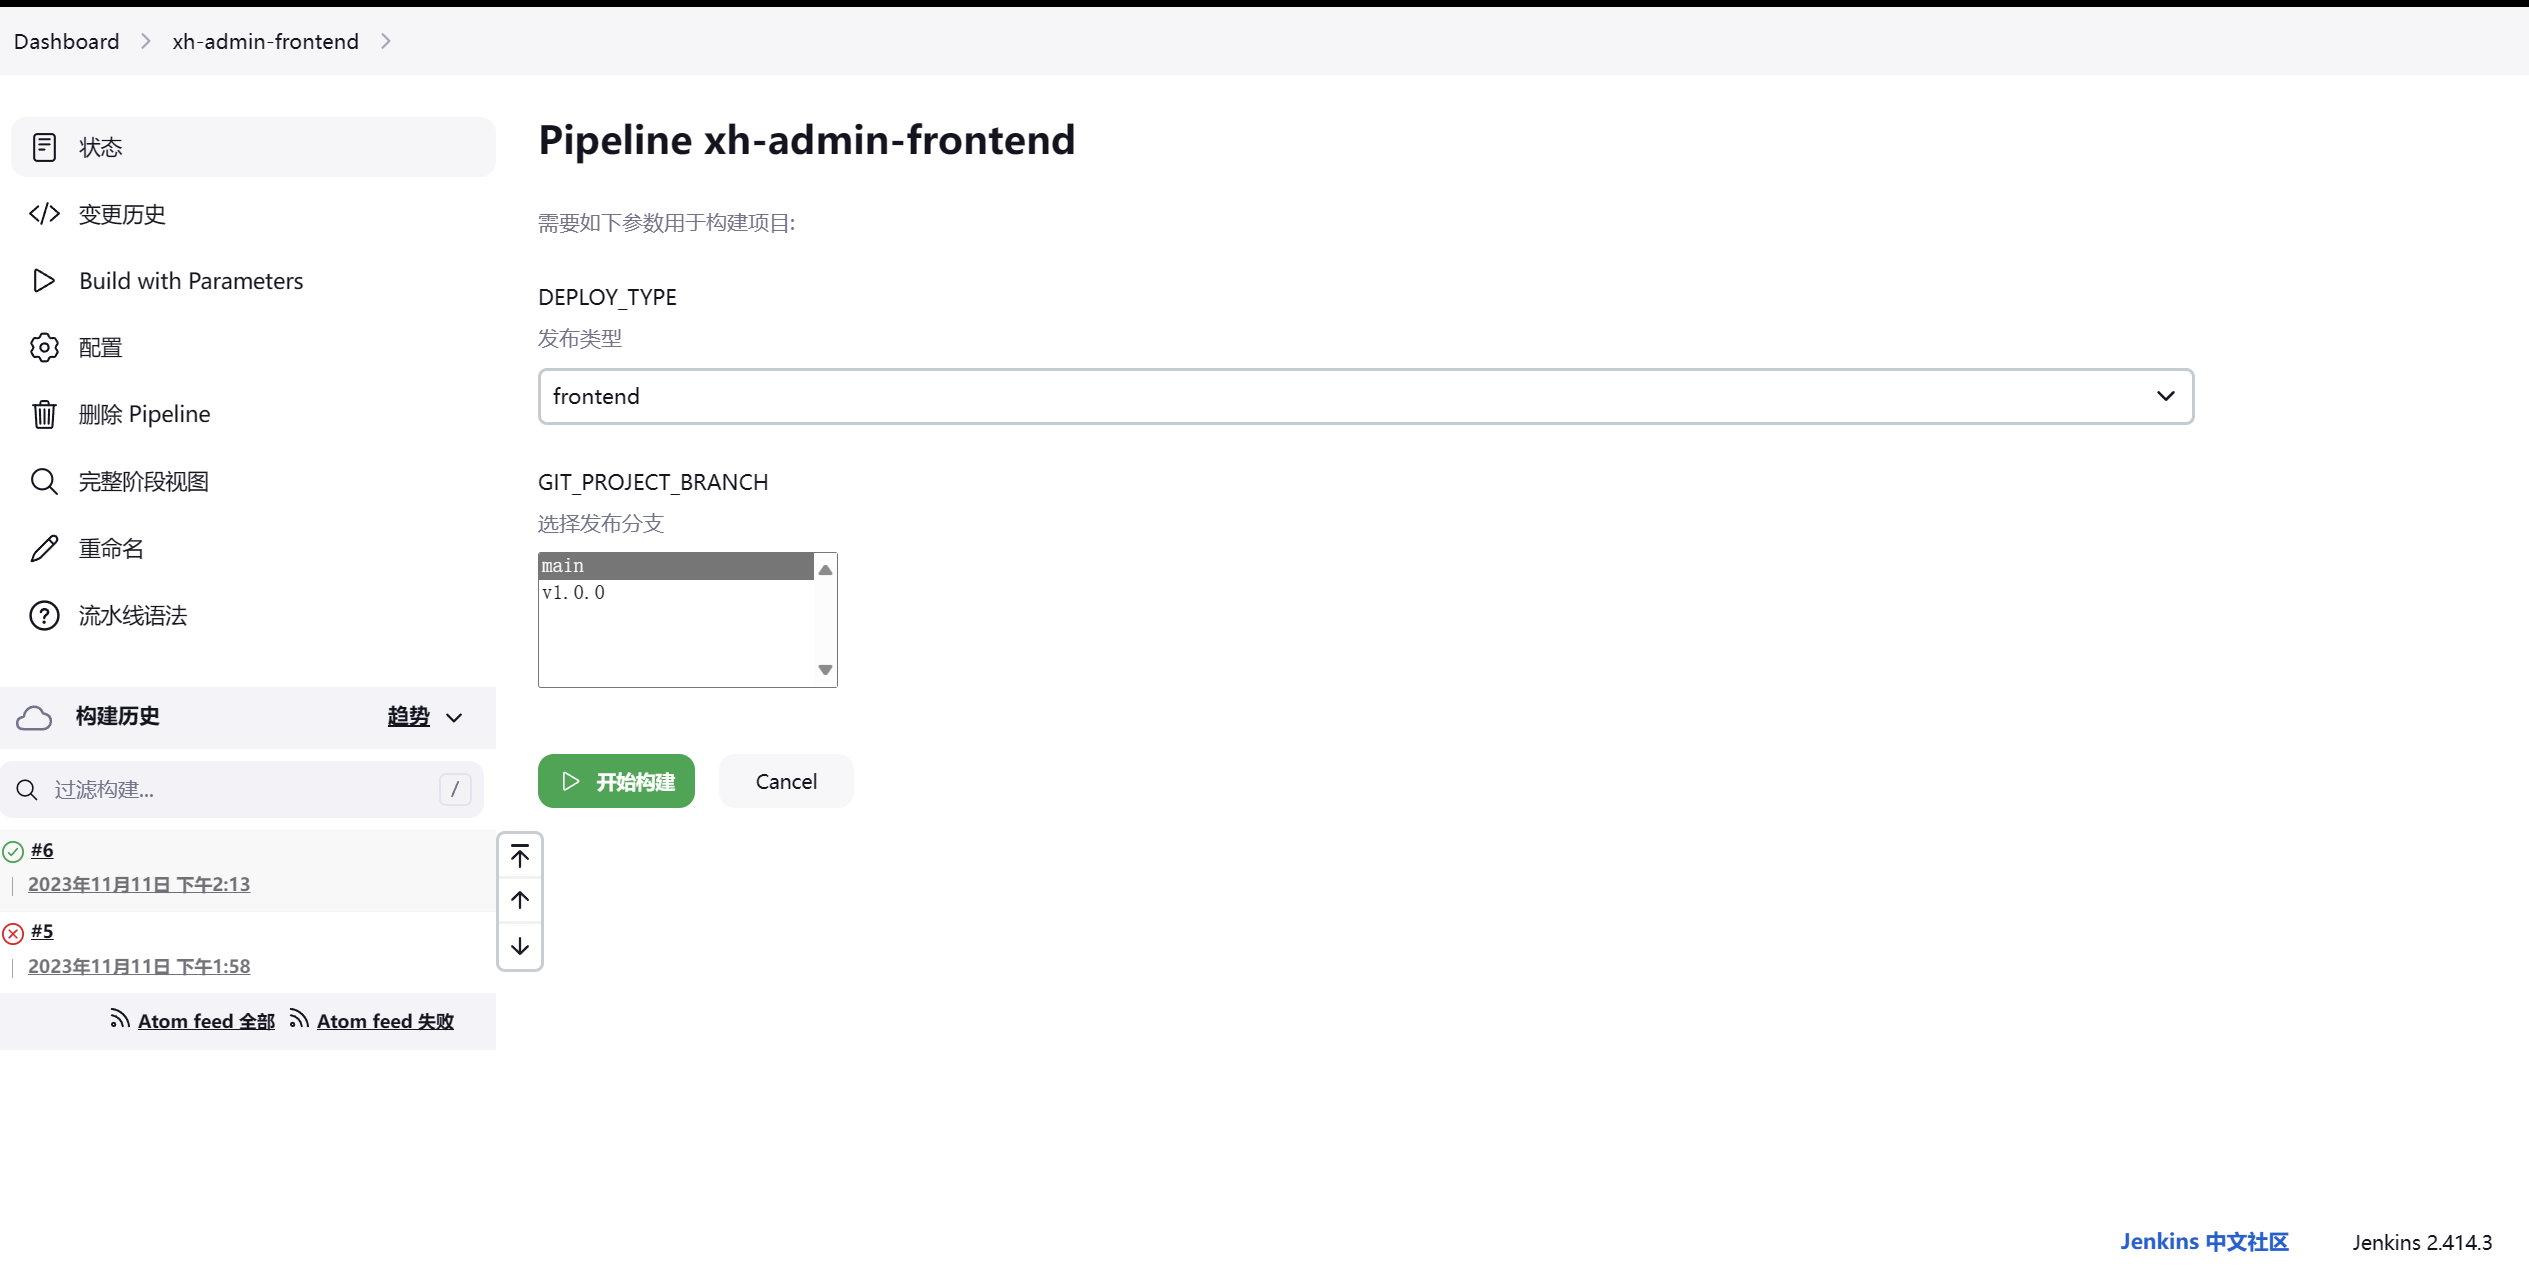 Dashboard
xh-admin-frontend
状态
变更历史
Build with Parameters
配置
删除 Pipeline
完整阶段视图
重命名
流水线语法
构建历史
趋势
过滤构建...
/
#6
2023年11月11日 下午2:13
#5
2023年11月11日 下午1:58
Atom feed 全部
Atom feed 失败
Pipeline xh-admin-frontend
需要如下参数用于构建项目:
DEPLOY_TYPE
发布类型
frontend
GIT_PROJECT_BRANCH
选择发布分支
main
v1.0.0
开始构建
Cancel
Jenkins 中文社区
Jenkins 2.414.3